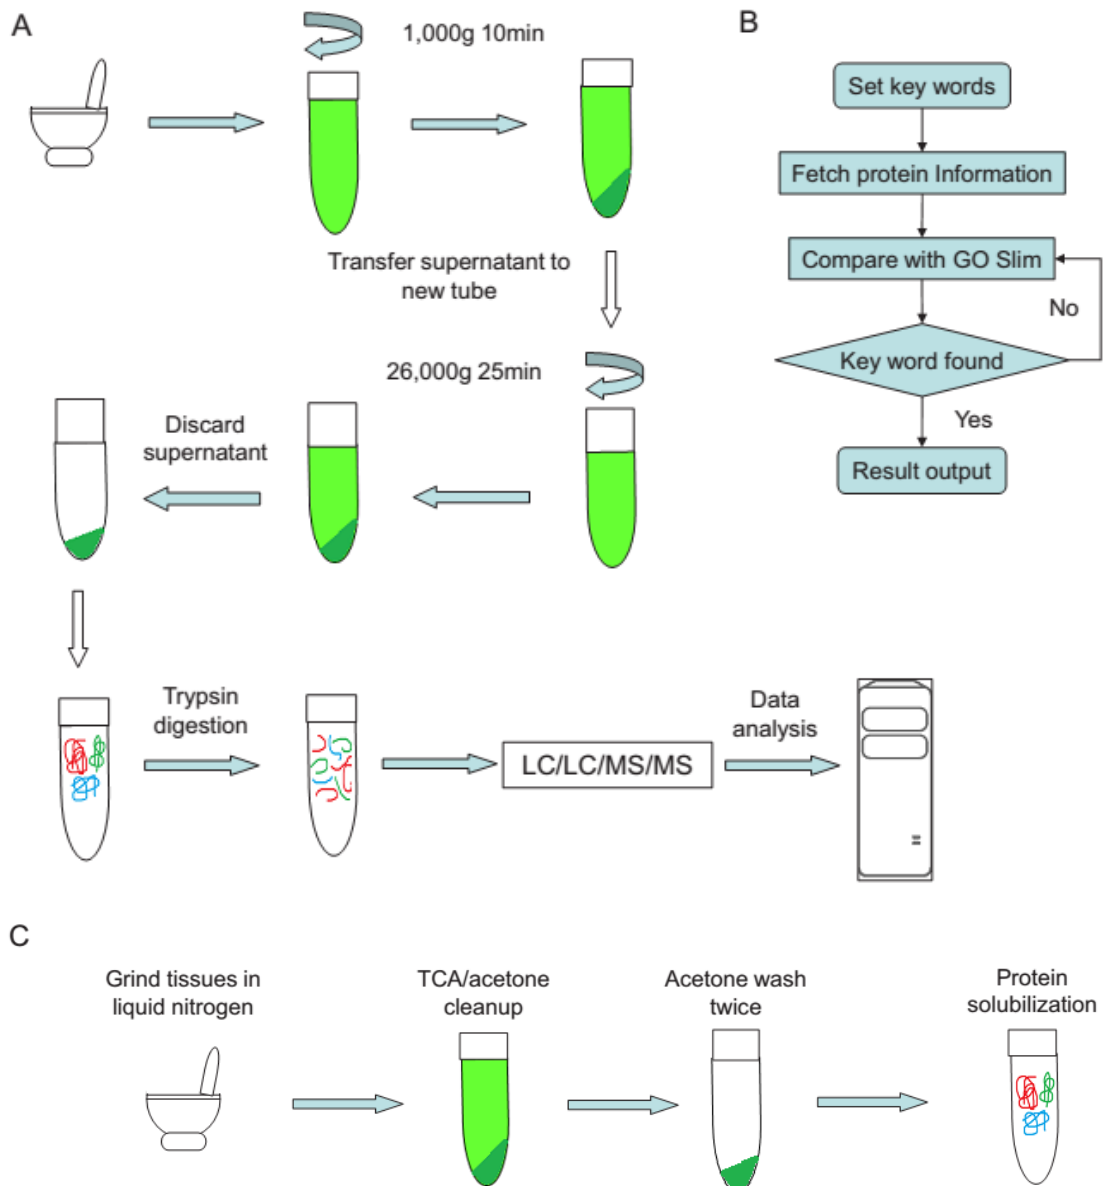 A
1,000g 10min
Transfer supernatant to
new tube
26,000g 25min
Discard
supernatant
Trypsin
digestion
LC/LC/MS/MS
Data
analysis
B
Set key words
Fetch protein Information
Compare with GO Slim
No
Key word found
Yes
Result output
C
Grind tissues in
liquid nitrogen
TCA/acetone
cleanup
Acetone wash
twice
Protein
solubilization